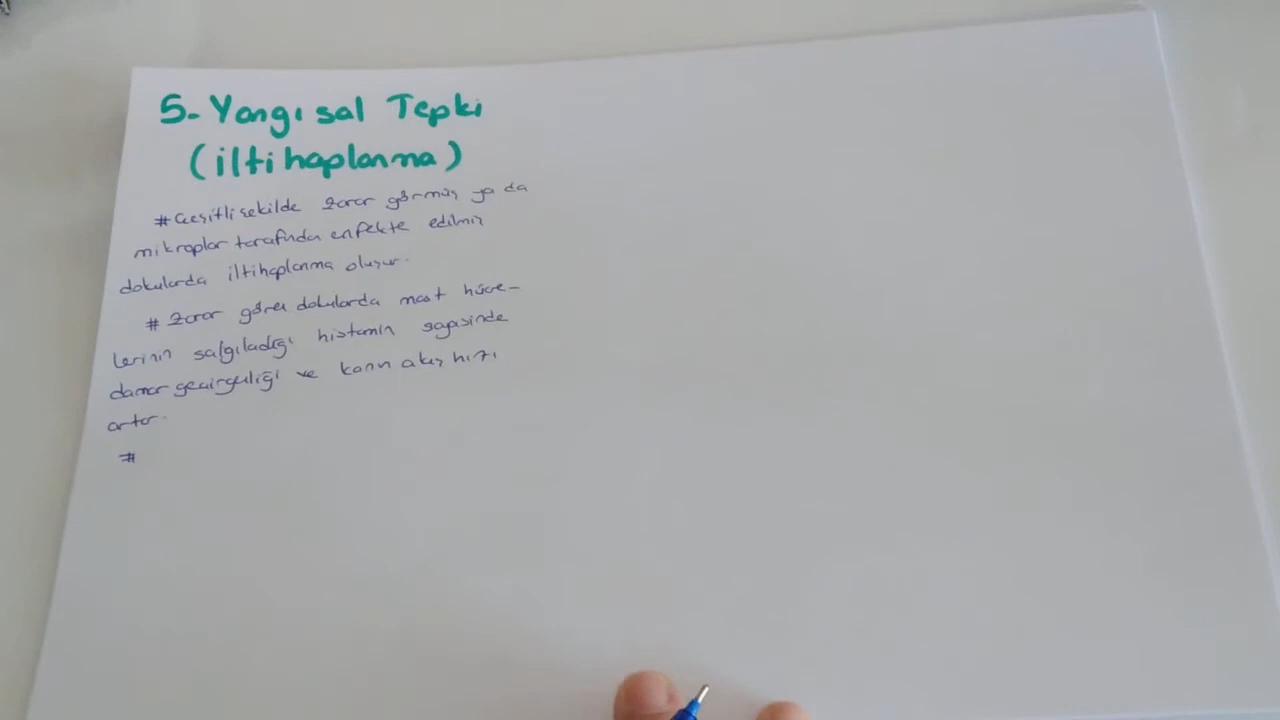 5- Yangısal Tepki
(iltihaplanma)
# Çeşitli şekilde zarar görmüş ya da
mikroplar tarafından enfekte edilmiş
dokularda iltihaplanma oluşur.
# Zarar gören dokularda mast hücre-
lerinin salgıladığı histamin sayesinde
damar geçirgenliği ve kanın akış hızı
artar.
#